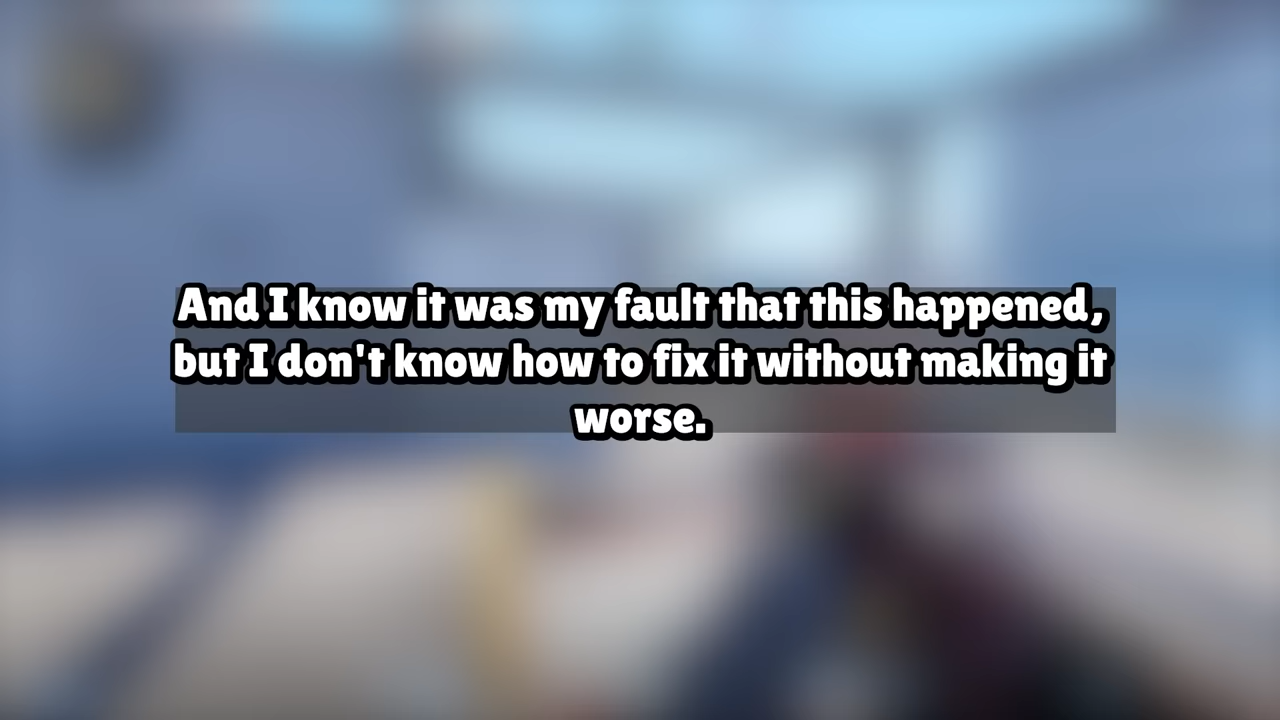 And I know it was my fault that this happened,
but I don't know how to fix it without making it
worse.